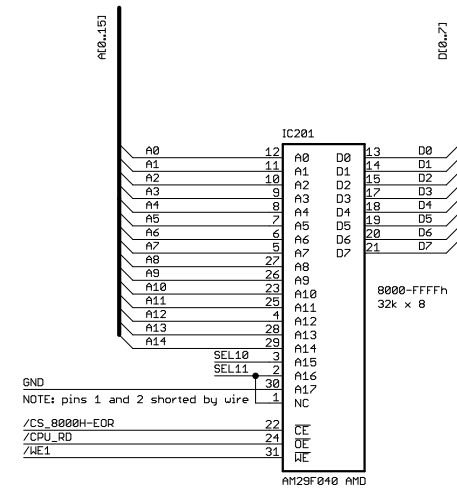 A[0..15]
D[0..7]
IC201
A0 12 A0 D0 13 D0
A1 11 A1 D1 14 D1
A2 10 A2 D2 15 D2
A3 9 A3 D3 17 D3
A4 8 A4 D4 18 D4
A5 7 A5 D5 19 D5
A6 6 A6 D6 20 D6
A7 5 A7 D7 21 D7
A8 27 A8
A9 26 A9
A10 23 A10
A11 25 A11
A12 4 A12
A13 28 A13
A14 29 A14
8000-FFFFh
32k x 8
SEL10 3 A15
SEL11 2 A16
GND 30 A17
NOTE: pins 1 and 2 shorted by wire 1 NC
/CS_8000H-EOR 22 CE
/CPU_RD 24 OE
/WE1 31 WE
AM29F040 AMD